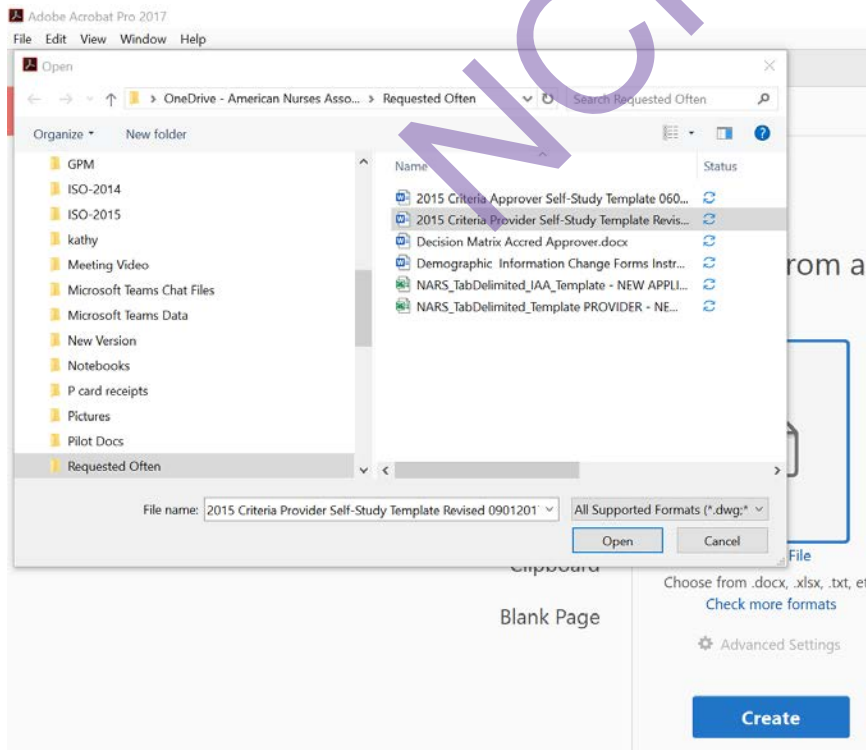 Adobe Acrobat Pro 2017
File Edit View Window Help
Open
OneDrive - American Nurses Asso... > Requested Often
Search Requested Often
Organize
New folder
GPM
ISO-2014
ISO-2015
kathy
Meeting Video
Microsoft Teams Chat Files
Microsoft Teams Data
New Version
Notebooks
P card receipts
Pictures
Pilot Docs
Requested Often
Name
Status
2015 Criteria Approver Self-Study Template 060...
2015 Criteria Provider Self-Study Template Revis...
Decision Matrix Accred Approver.docx
Demographic Information Change Forms Instr...
NARS_TabDelimited_IAA_Template - NEW APPLI...
NARS_TabDelimited_Template PROVIDER - NE...
File name:
2015 Criteria Provider Self-Study Template Revised 0901201
All Supported Formats (*.dwg;*
Open
Cancel
rom a
File
Choose from .docx, .xlsx, .txt, et
Check more formats
Advanced Settings
Create
Clipboard
Blank Page